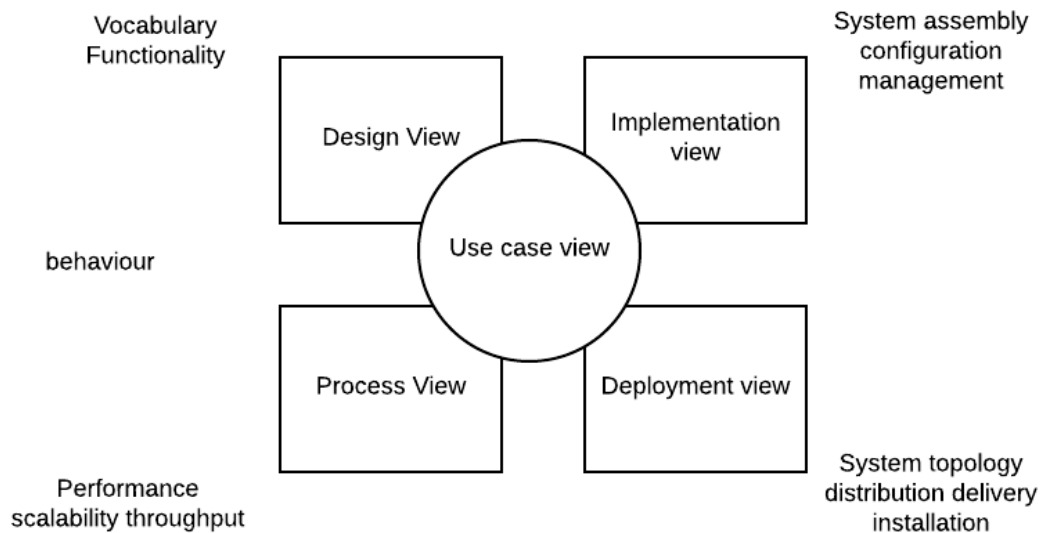 Vocabulary
Functionality
System assembly
configuration
management
Design View
Implementation
view
Use case view
behaviour
Process View
Deployment view
Performance
scalability throughput
System topology
distribution delivery
installation